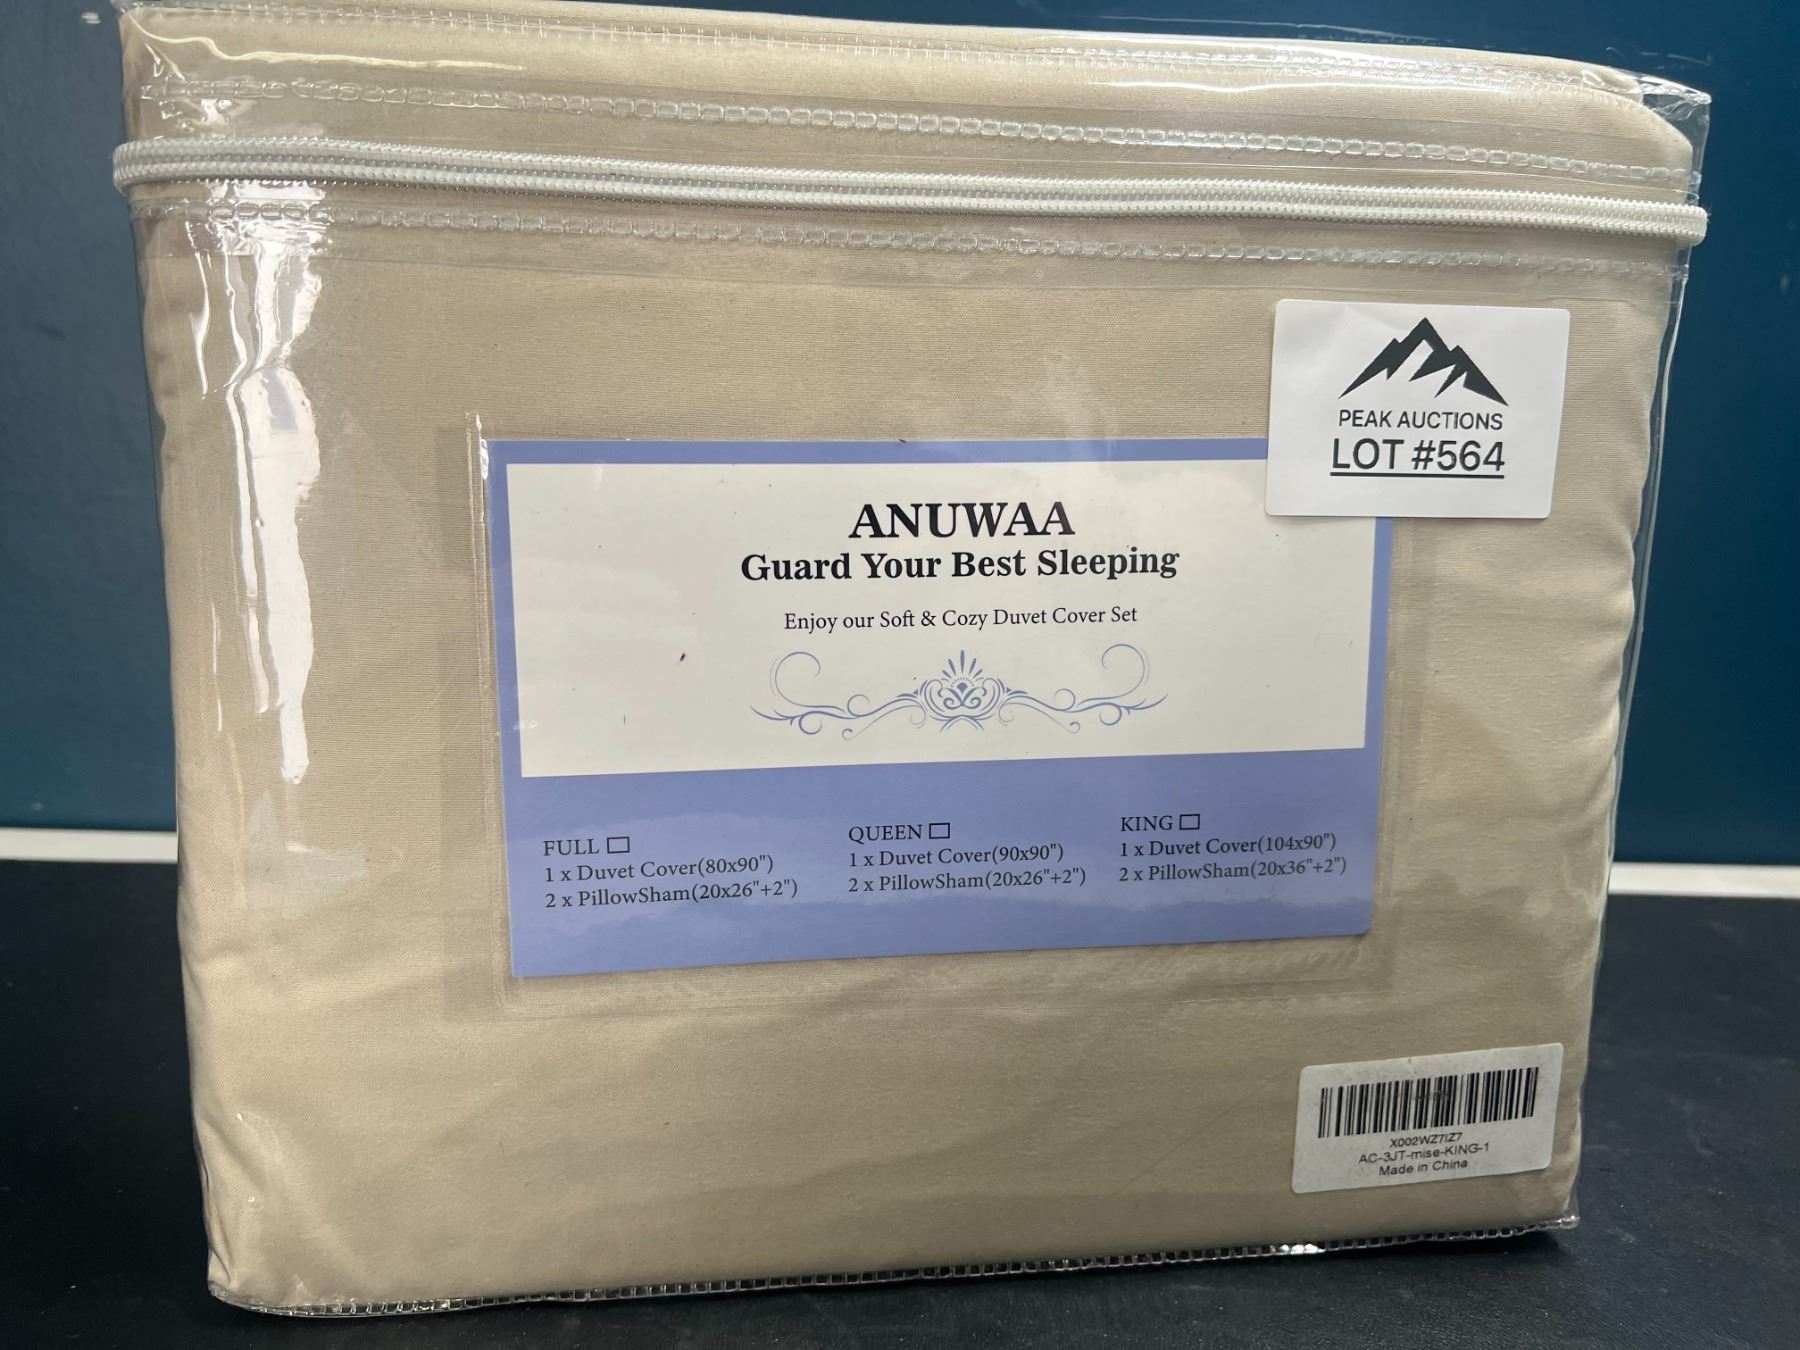 PEAK AUCTIONS
LOT #564
ANUWAA
Guard Your Best Sleeping
Enjoy our Soft & Cozy Duvet Cover Set
FULL
1 x Duvet Cover(80x90")
2 x PillowSham(20x26"+2")
QUEEN
1 x Duvet Cover(90x90")
2 x PillowSham(20x26"+2")
KING
1 x Duvet Cover(104x90")
2 x PillowSham(20x36"+2")
X002WZ7IZ7
AC-3JT-mise-KING-1
Made in China